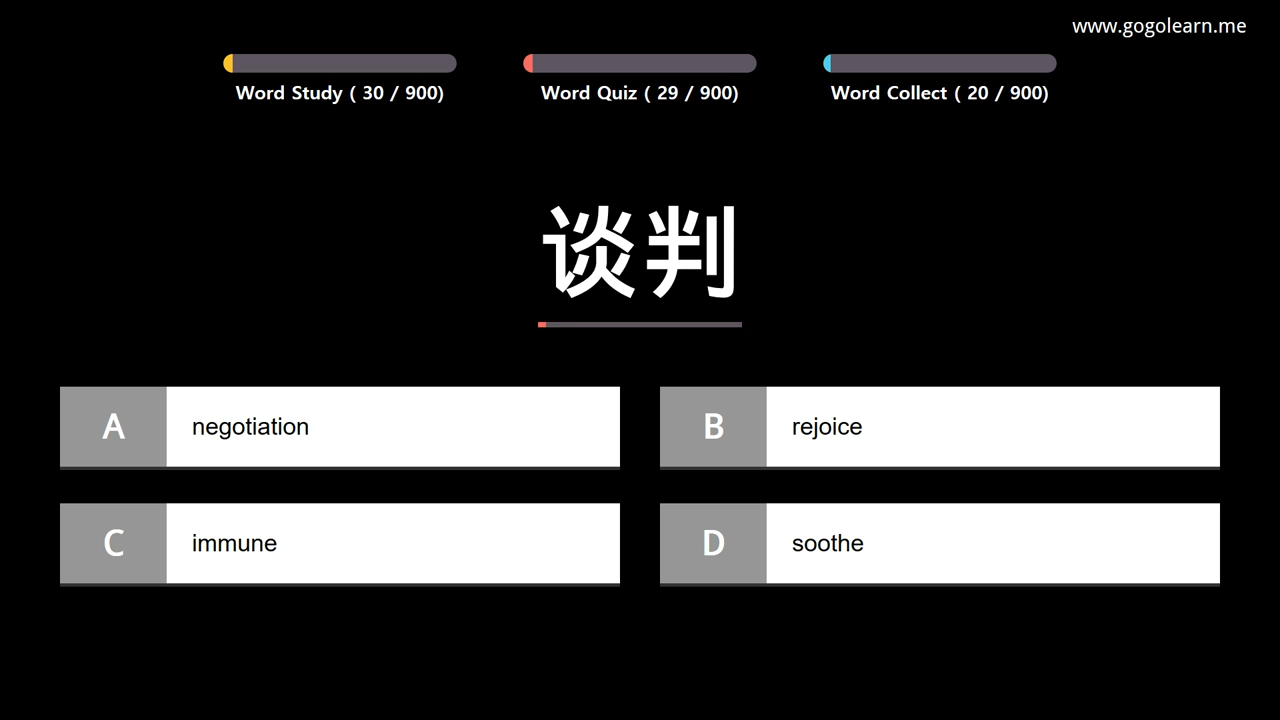 www.gogolearn.me
Word Study ( 30 / 900)
Word Quiz ( 29 / 900)
Word Collect ( 20 / 900)
谈判
A negotiation
B rejoice
C immune
D soothe